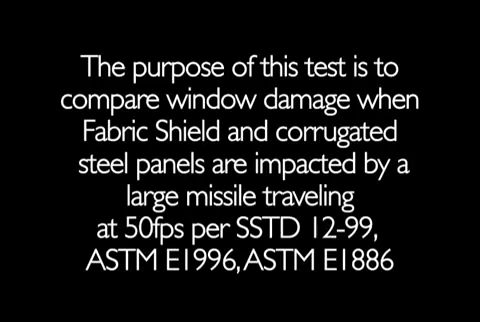 The purpose of this test is to
compare window damage when
Fabric Shield and corrugated
steel panels are impacted by a
large missile traveling
at 50fps per SSTD 12-99,
ASTM E1996, ASTM E1886